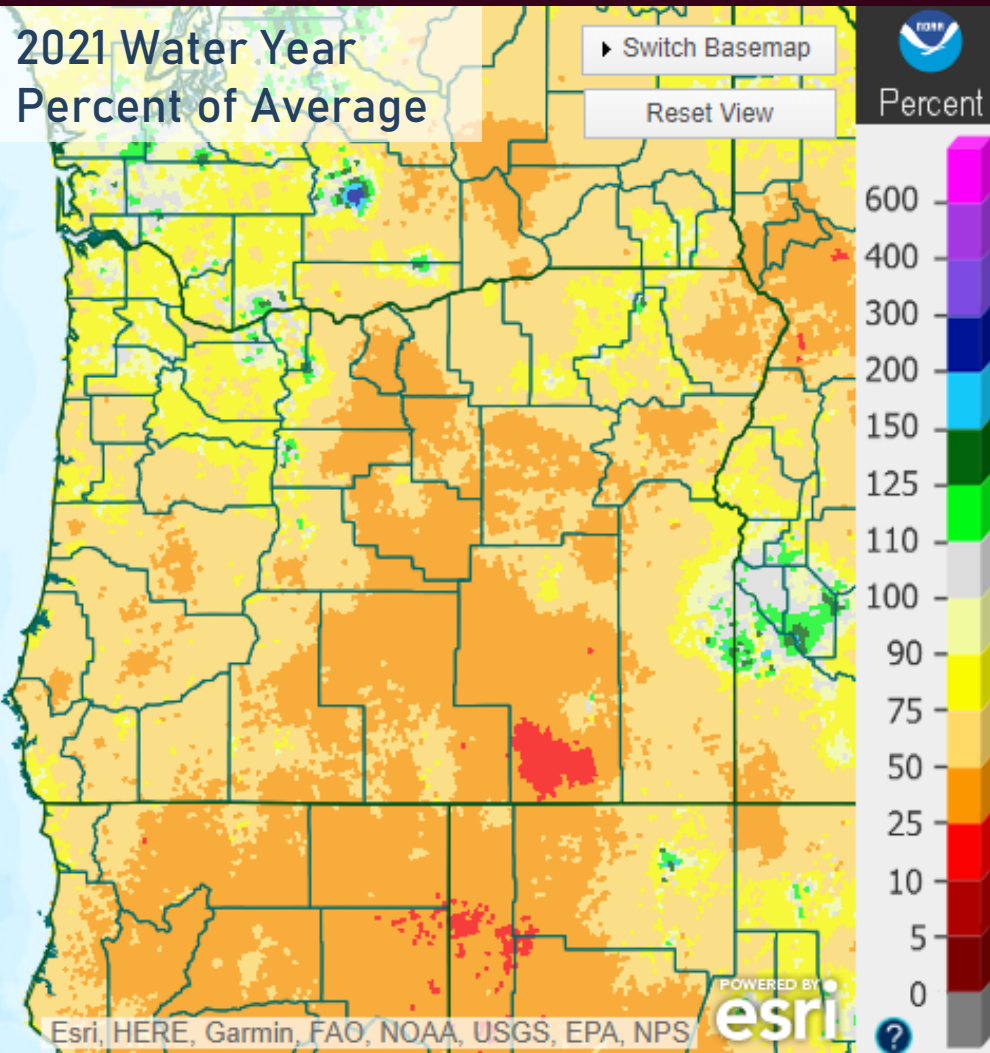 2021 Water Year
Percent of Average
Switch Basemap
Reset View
NOAA
Percent
600
400
300
200
150
125
110
100
90
75
50
25
10
5
0
POWERED BY
esri
Esri, HERE, Garmin, FAO, NOAA, USGS, EPA, NPS
?